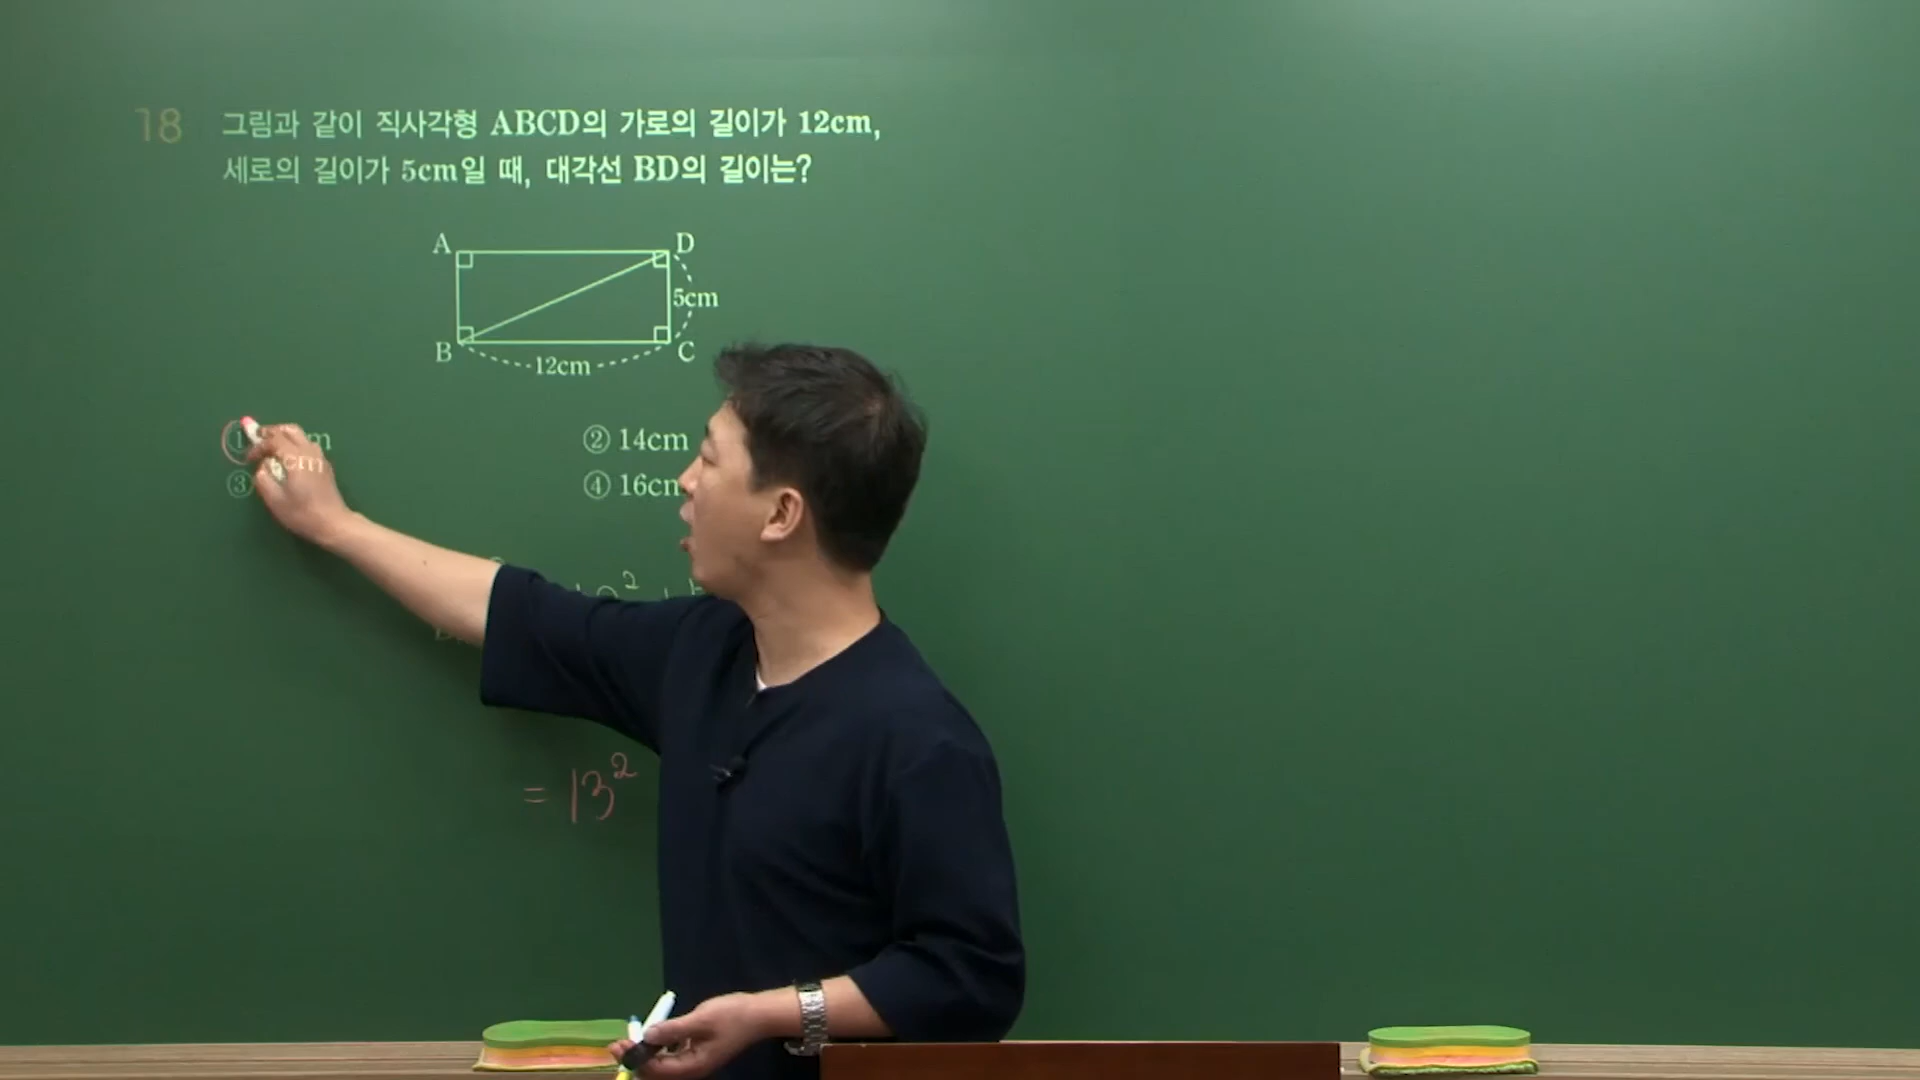 18 그림과 같이 직사각형 ABCD의 가로의 길이가 12cm,
세로의 길이가 5cm일 때, 대각선 BD의 길이는?
A D
5cm
B C
12cm
① ② 14cm
③ ④ 16cm
= 13²